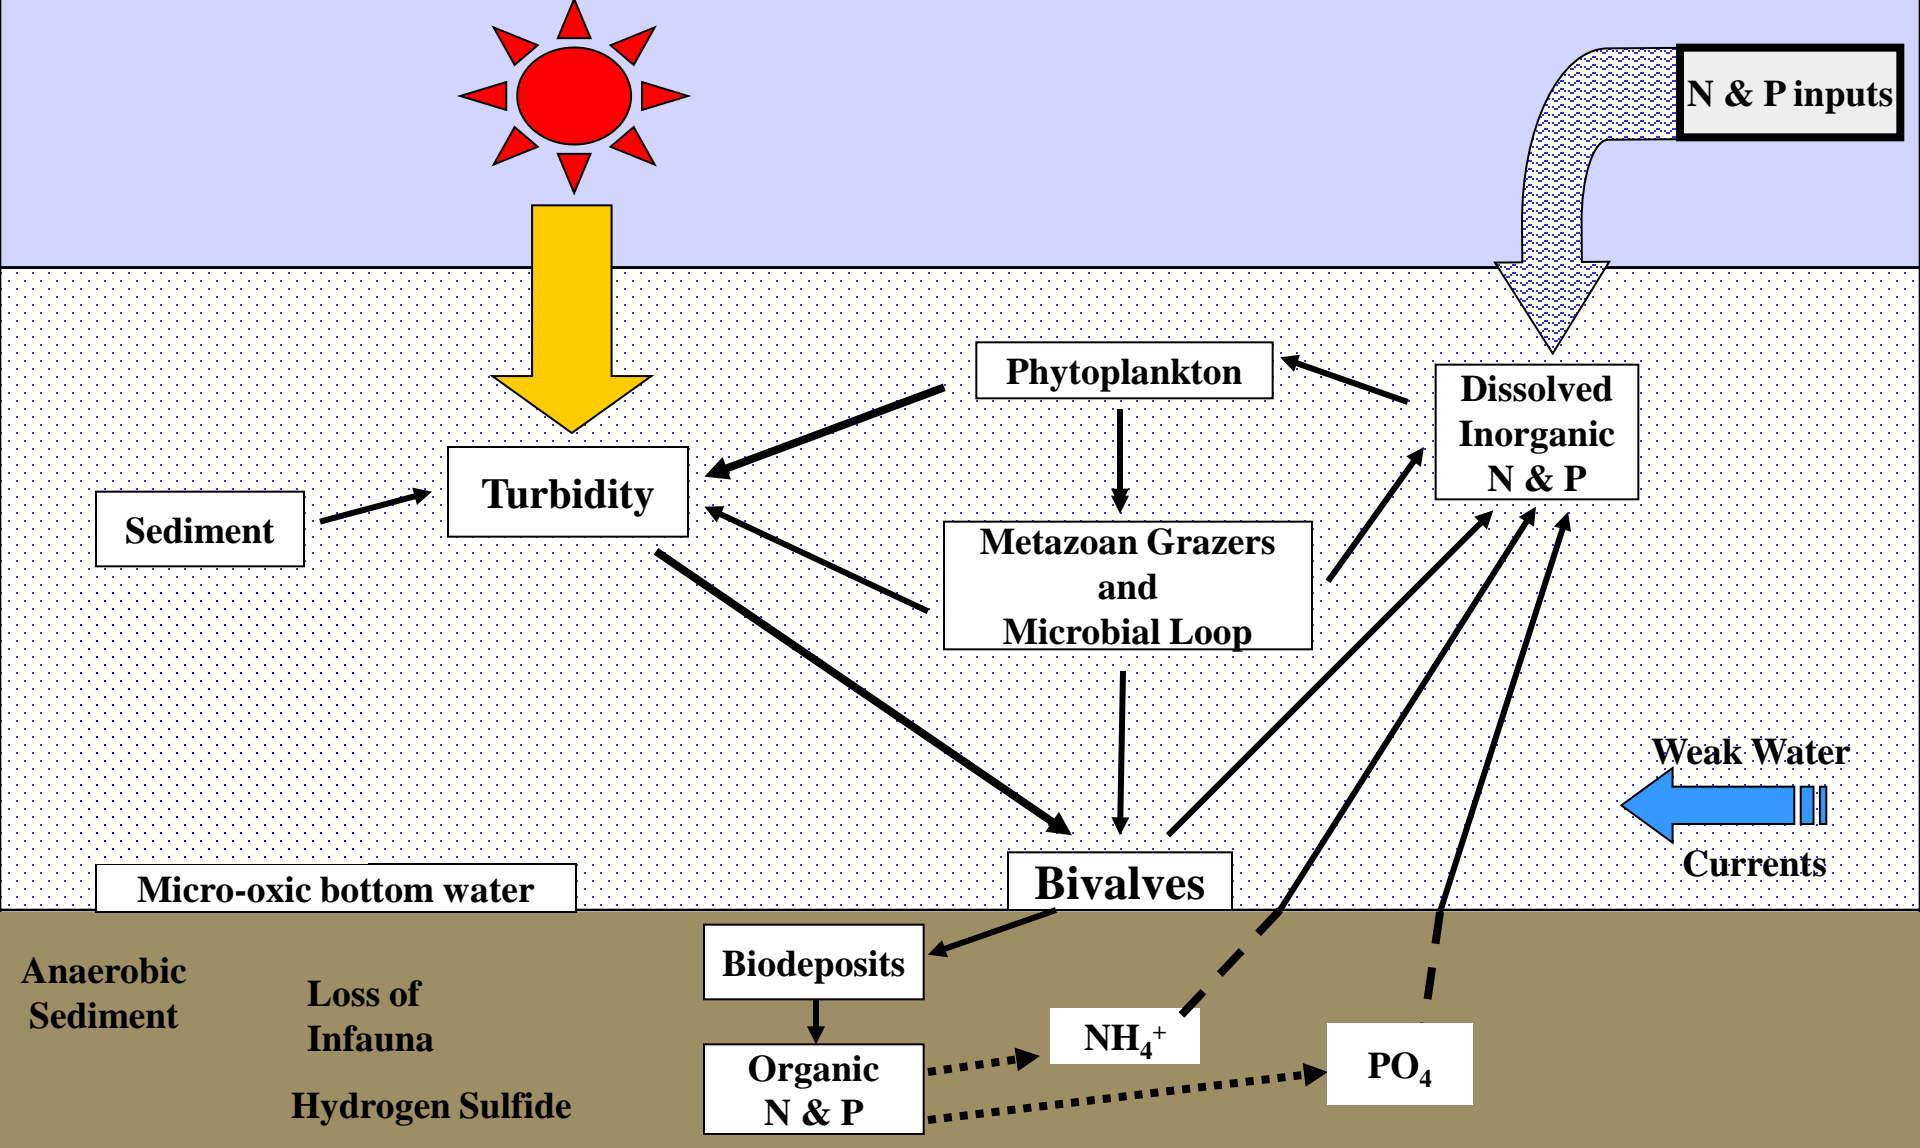 N & P inputs
Phytoplankton
Dissolved
Inorganic
N & P
Turbidity
Sediment
Metazoan Grazers
and
Microbial Loop
Weak Water
Currents
Micro-oxic bottom water
Bivalves
Anaerobic
Sediment
Loss of
Infauna
Hydrogen Sulfide
Biodeposits
Organic
N & P
NH₄⁺
PO₄